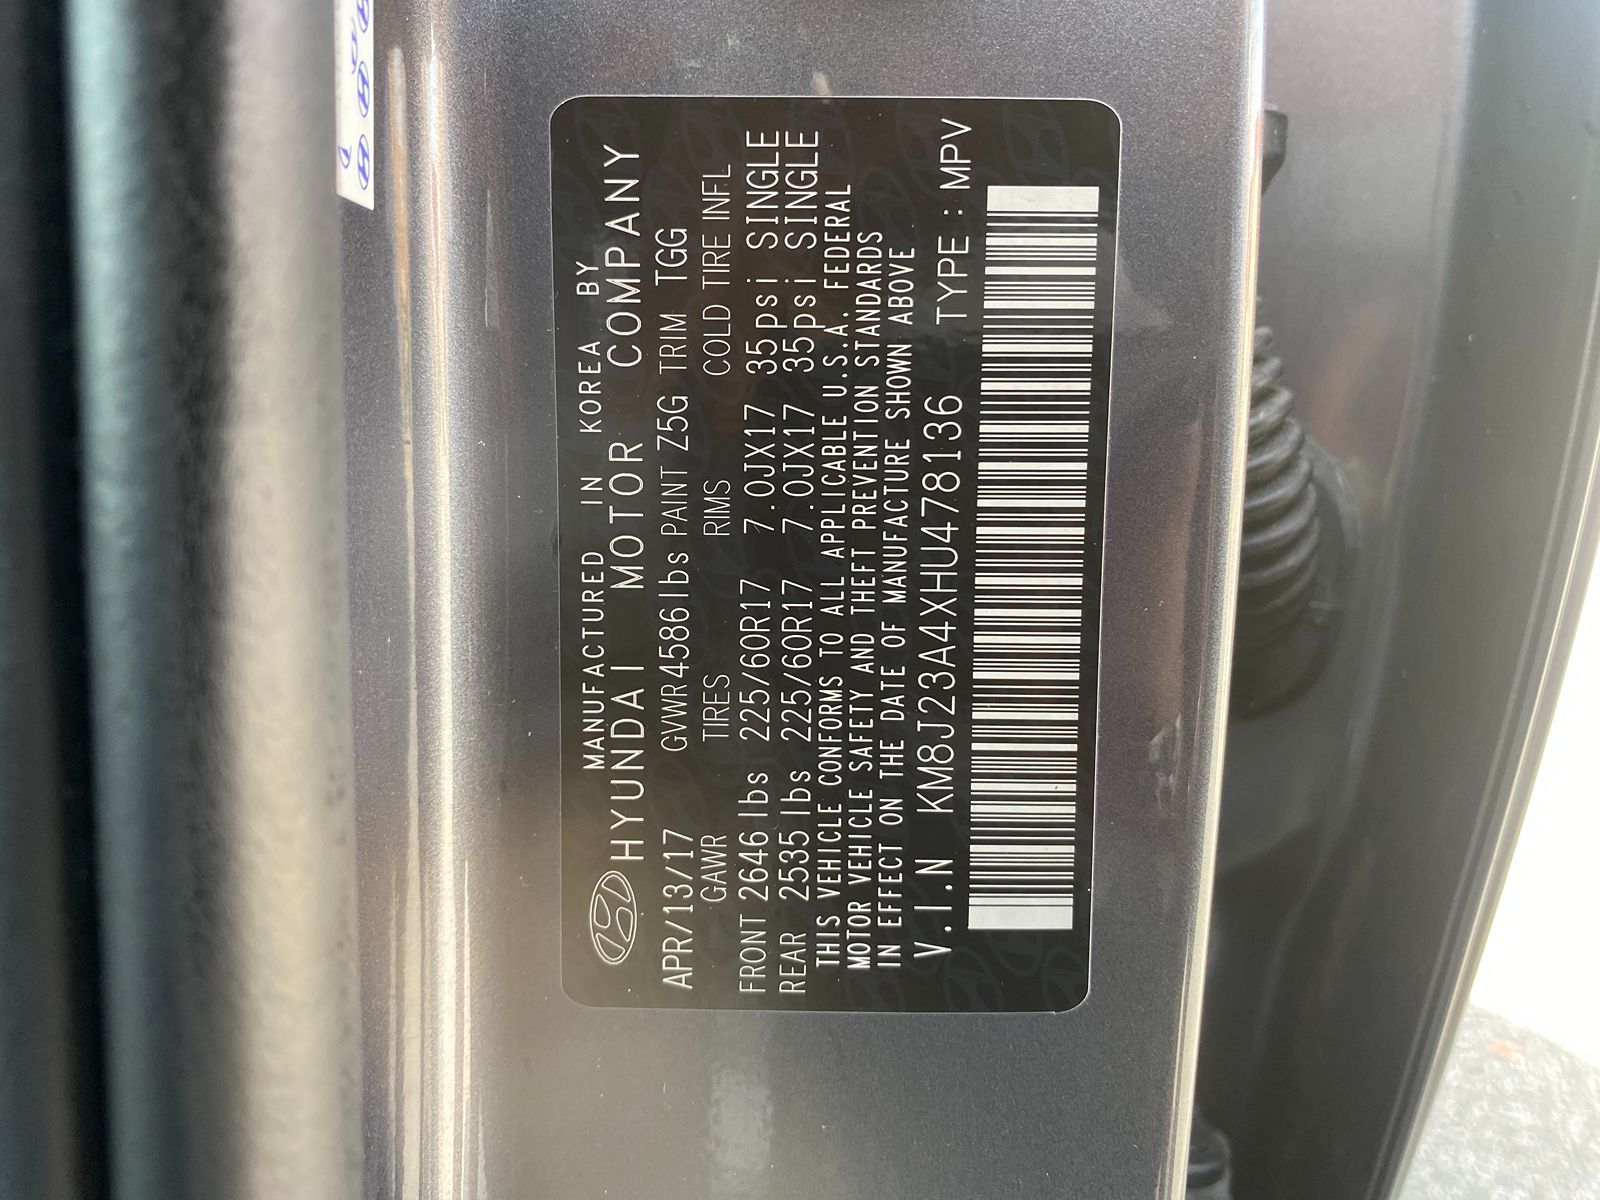 MANUFACTURED IN KOREA BY
HYUNDAI MOTOR COMPANY
APR/13/17 GVWR4586lbs PAINT Z5G TRIM TGG
GAWR TIRES RIMS COLD TIRE INFL
FRONT 2646 lbs 225/60R17 7.0JX17 35psi SINGLE
REAR 2535 lbs 225/60R17 7.0JX17 35psi SINGLE
THIS VEHICLE CONFORMS TO ALL APPLICABLE U.S.A. FEDERAL
MOTOR VEHICLE SAFETY AND THEFT PREVENTION STANDARDS
IN EFFECT ON THE DATE OF MANUFACTURE SHOWN ABOVE
V.I.N KM8J23A4XHU478136 TYPE : MPV